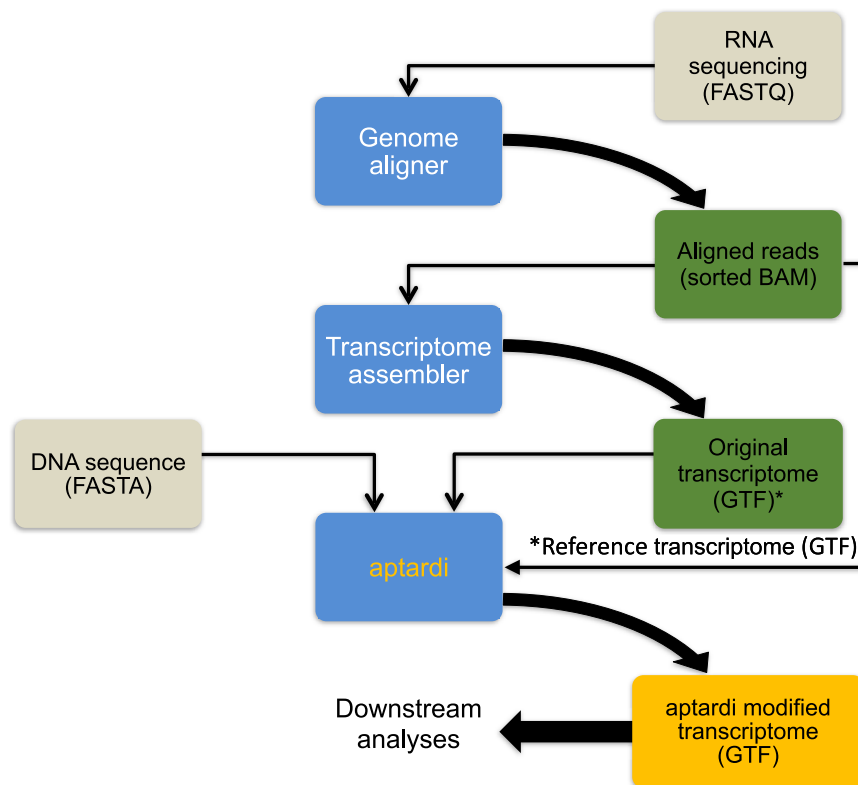 RNA
sequencing
(FASTQ)
Genome
aligner
Aligned reads
(sorted BAM)
Transcriptome
assembler
Original
transcriptome
(GTF)*
DNA sequence
(FASTA)
*Reference transcriptome (GTF)
aptardi
aptardi modified
transcriptome
(GTF)
Downstream
analyses